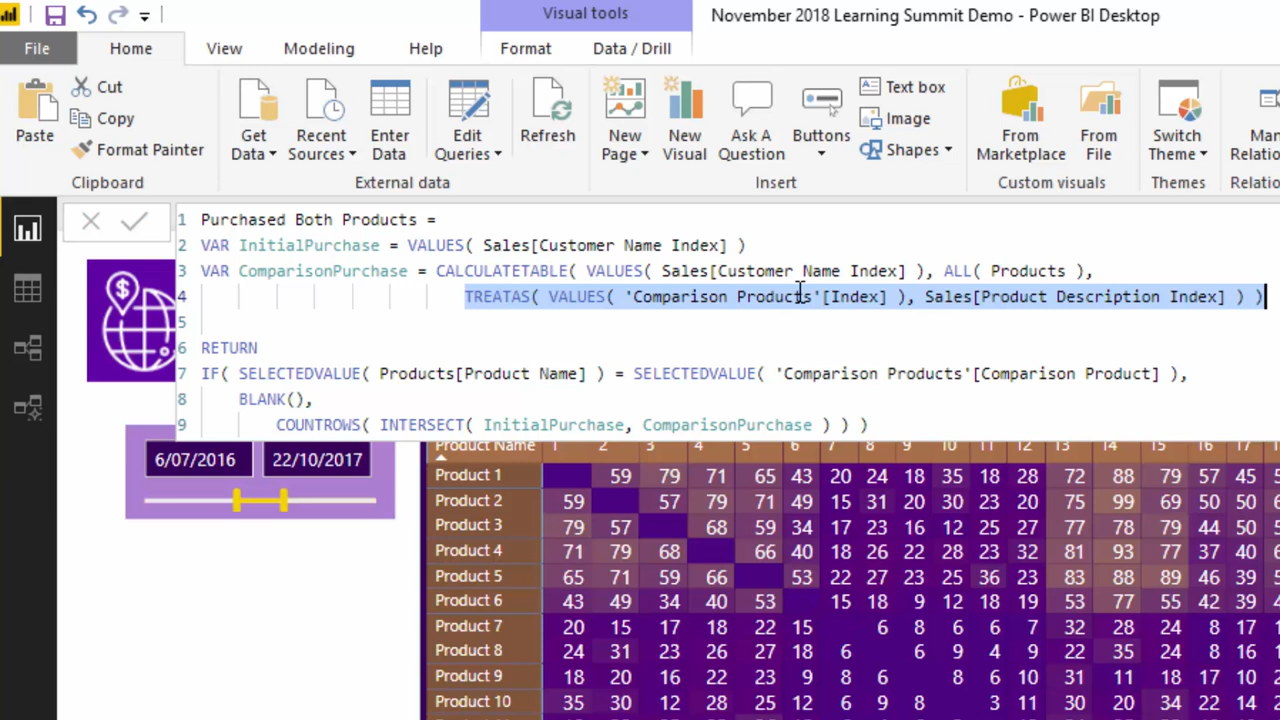 Visual tools
November 2018 Learning Summit Demo - Power BI Desktop
File Home View Modeling Help Format Data / Drill
Paste
Cut
Copy
Format Painter
Clipboard
Get Data
Recent Sources
Enter Data
Edit Queries
Refresh
External data
New Page
New Visual
Ask A Question
Buttons
Text box
Image
Shapes
Insert
From Marketplace
From File
Custom visuals
Switch Theme
Themes
1 Purchased Both Products =
2 VAR InitialPurchase = VALUES( Sales[Customer Name Index] )
3 VAR ComparisonPurchase = CALCULATETABLE( VALUES( Sales[Customer Name Index] ), ALL( Products ),
4 TREATAS( VALUES( 'Comparison Products'[Index] ), Sales[Product Description Index] ) )
5
6 RETURN
7 IF( SELECTEDVALUE( Products[Product Name] ) = SELECTEDVALUE( 'Comparison Products'[Comparison Product] ),
8 BLANK(),
9 COUNTROWS( INTERSECT( InitialPurchase, ComparisonPurchase ) ) )
6/07/2016 22/10/2017
Product Name 1 2 3 4 5 6 7 8 9 10 11 12 13 14 15 16 17
Product 1 59 79 71 65 43 20 24 18 35 18 28 72 88 79 57 45
Product 2 59 57 79 71 49 15 31 20 30 23 20 75 99 69 50 50
Product 3 79 57 68 59 34 17 23 16 12 25 27 77 78 79 44 50
Product 4 71 79 68 66 40 18 26 22 28 23 32 81 93 77 37 40
Product 5 65 71 59 66 53 22 27 23 25 36 23 83 88 89 46 39
Product 6 43 49 34 40 53 15 18 9 12 18 19 53 77 55 42 39
Product 7 20 15 17 18 22 15 6 8 6 6 7 32 28 24 8 17
Product 8 24 31 23 26 27 18 6 6 9 4 9 22 35 24 8 16
Product 9 18 20 16 22 23 9 8 6 8 6 10 31 11 18 17 10
Product 10 35 30 12 28 25 12 6 9 8 3 11 30 20 34 22 14